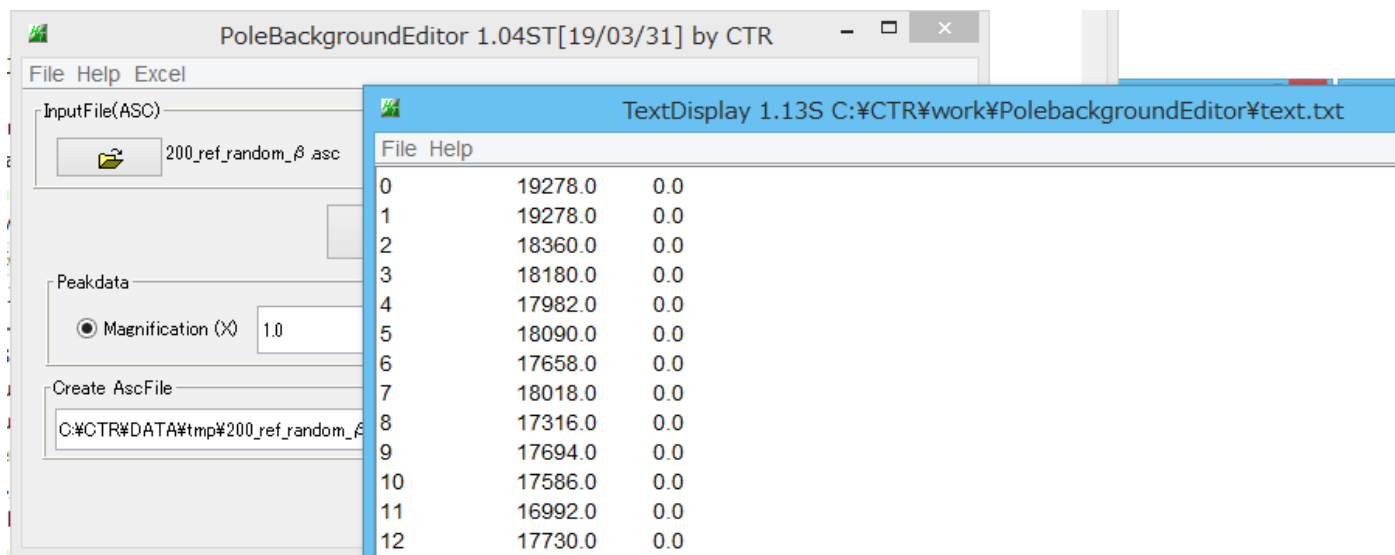 PoleBackgroundEditor 1.04ST[19/03/31] by CTR
File Help Excel
InputFile(ASC)
200_ref_random_β.asc
Peakdata
Magnification (X) 1.0
Create AscFile
C:¥CTR¥DATA¥tmp¥200_ref_random_β
TextDisplay 1.13S C:¥CTR¥work¥PolebackgroundEditor¥text.txt
File Help
0 19278.0 0.0
1 19278.0 0.0
2 18360.0 0.0
3 18180.0 0.0
4 17982.0 0.0
5 18090.0 0.0
6 17658.0 0.0
7 18018.0 0.0
8 17316.0 0.0
9 17694.0 0.0
10 17586.0 0.0
11 16992.0 0.0
12 17730.0 0.0